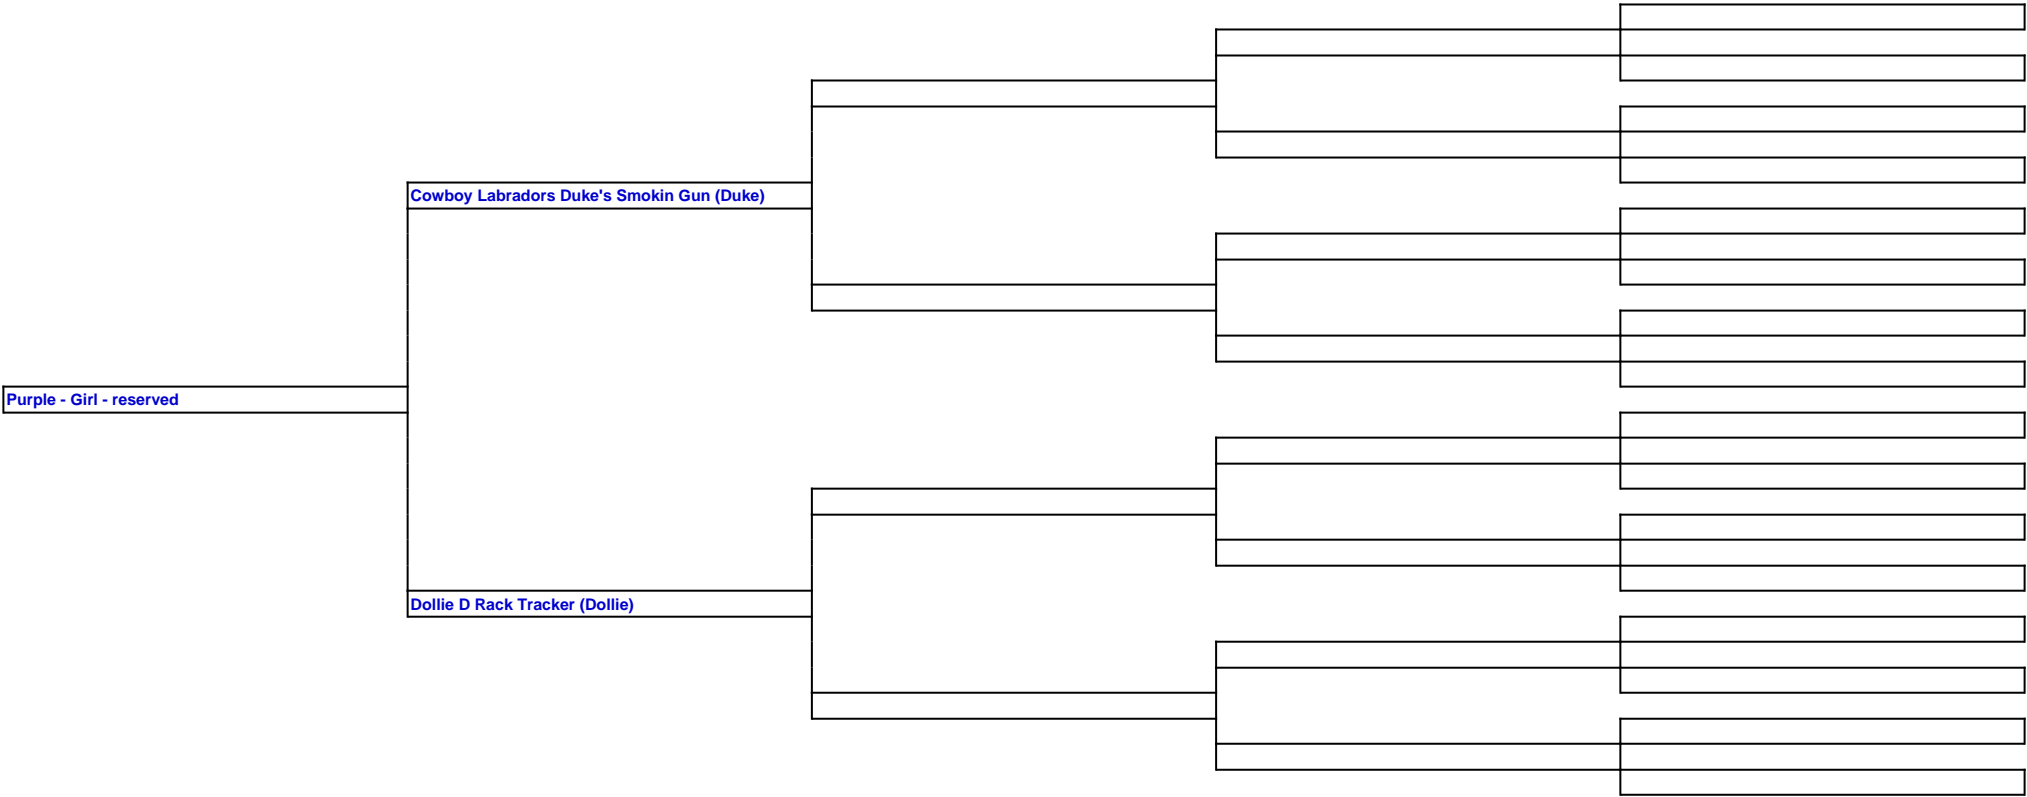 Cowboy Labradors Duke's Smokin Gun (Duke)
Purple - Girl - reserved
Dollie D Rack Tracker (Dollie)